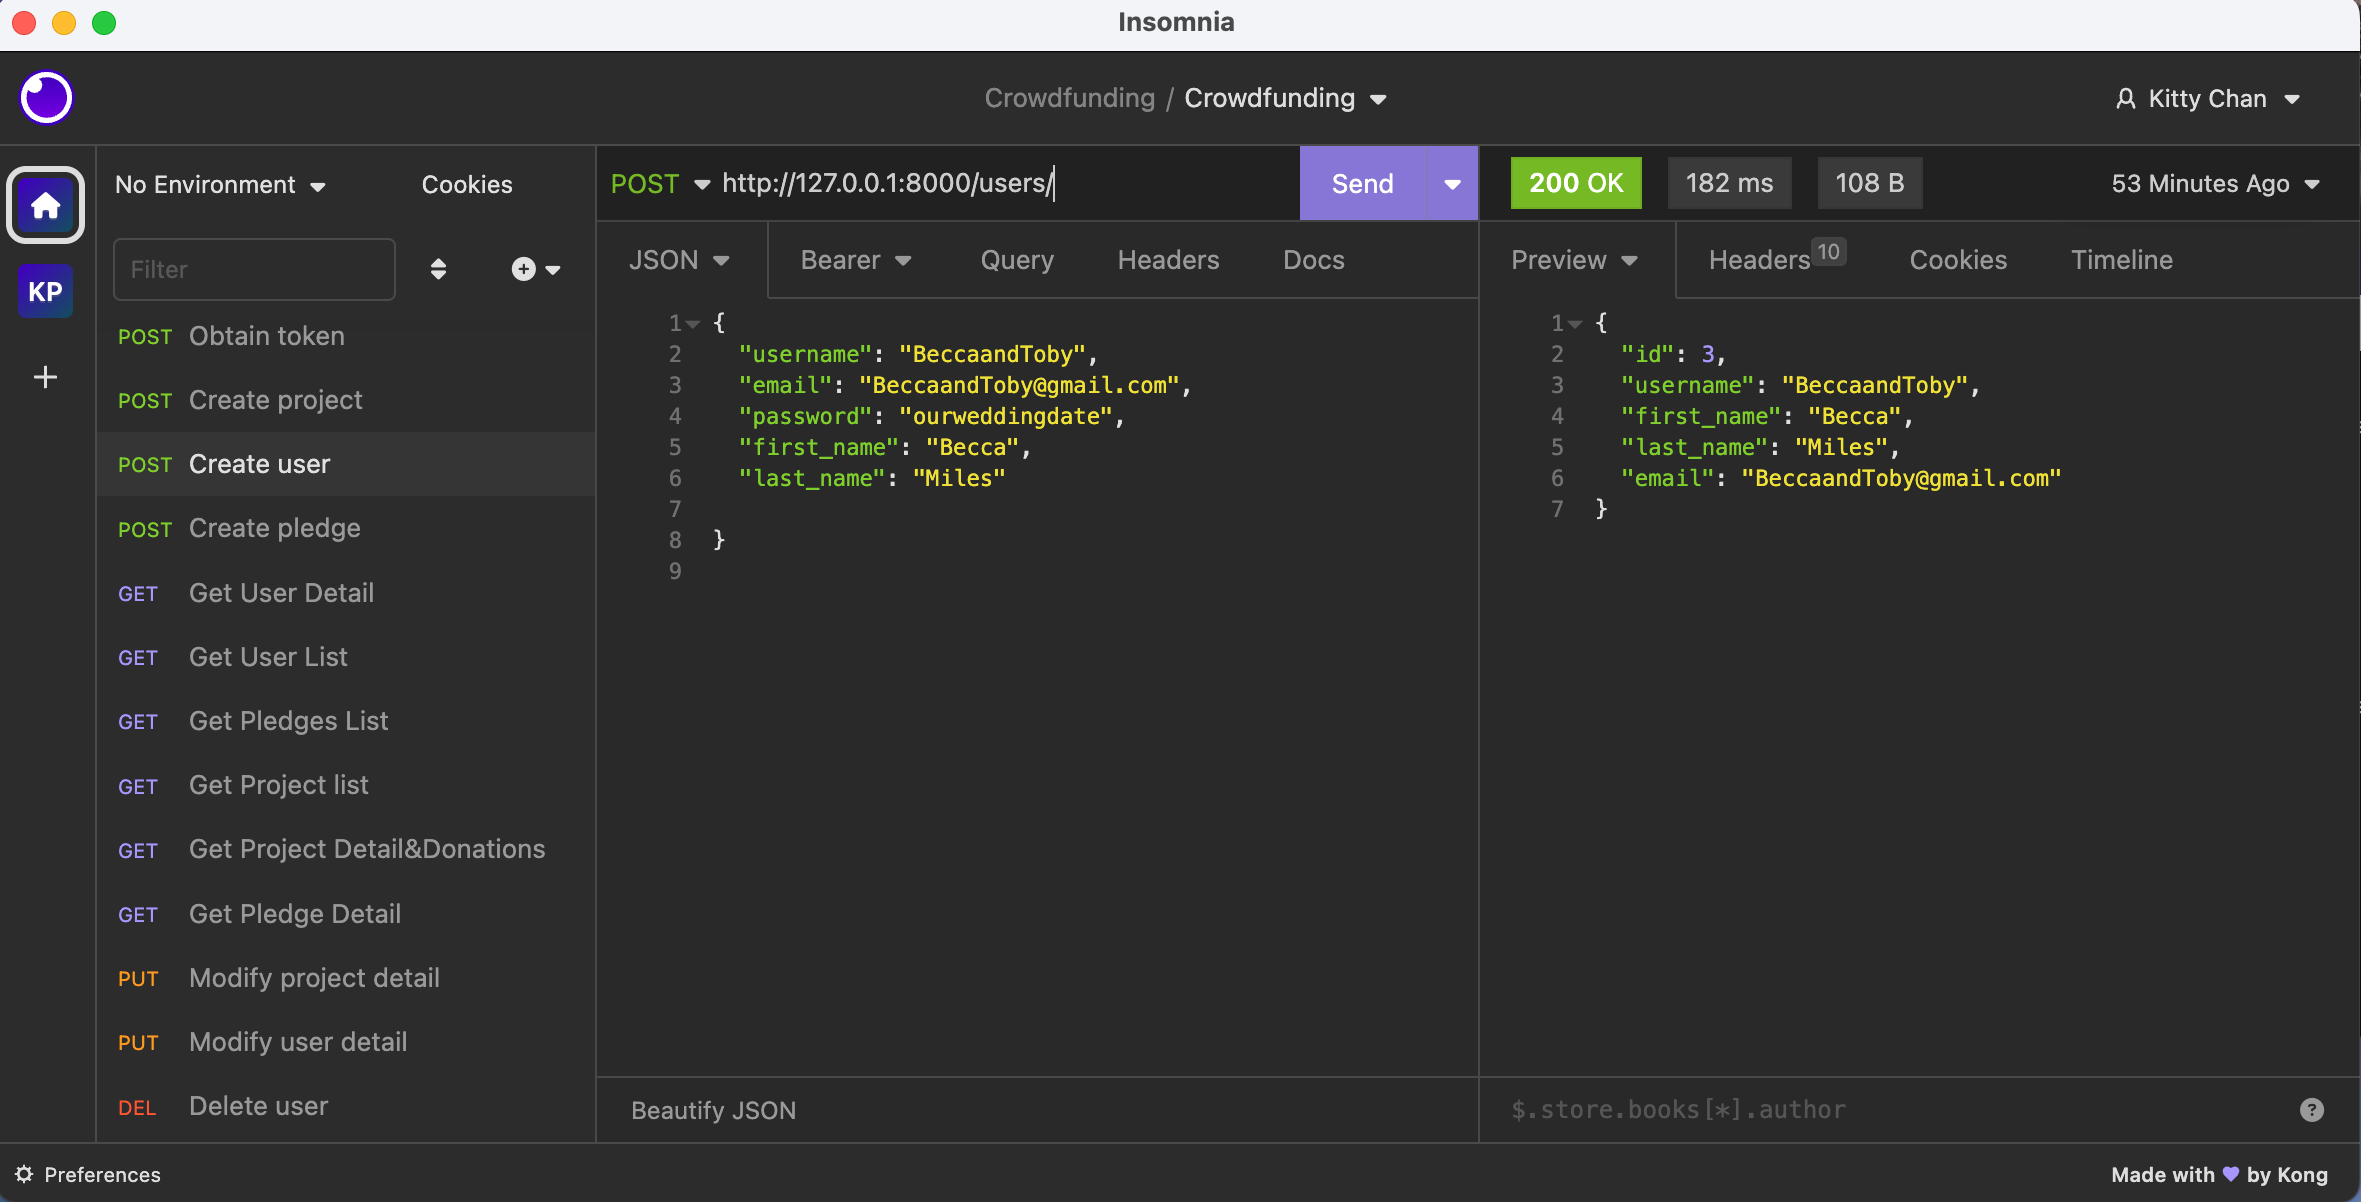 Insomnia
Crowdfunding / Crowdfunding
Kitty Chan
No Environment
Cookies
POST http://127.0.0.1:8000/users/
Send
200 OK
182 ms
108 B
53 Minutes Ago
KP
Filter
POST Obtain token
POST Create project
POST Create user
POST Create pledge
GET Get User Detail
GET Get User List
GET Get Pledges List
GET Get Project list
GET Get Project Detail&Donations
GET Get Pledge Detail
PUT Modify project detail
PUT Modify user detail
DEL Delete user
JSON
Bearer
Query
Headers
Docs
1 {
2 "username": "BeccaandToby",
3 "email": "BeccaandToby@gmail.com",
4 "password": "ourweddingdate",
5 "first_name": "Becca",
6 "last_name": "Miles"
7
8 }
9
Beautify JSON
Preview
Headers 10
Cookies
Timeline
1 {
2 "id": 3,
3 "username": "BeccaandToby",
4 "first_name": "Becca",
5 "last_name": "Miles",
6 "email": "BeccaandToby@gmail.com"
7 }
$.store.books[*].author
?
Preferences
Made with 💜 by Kong